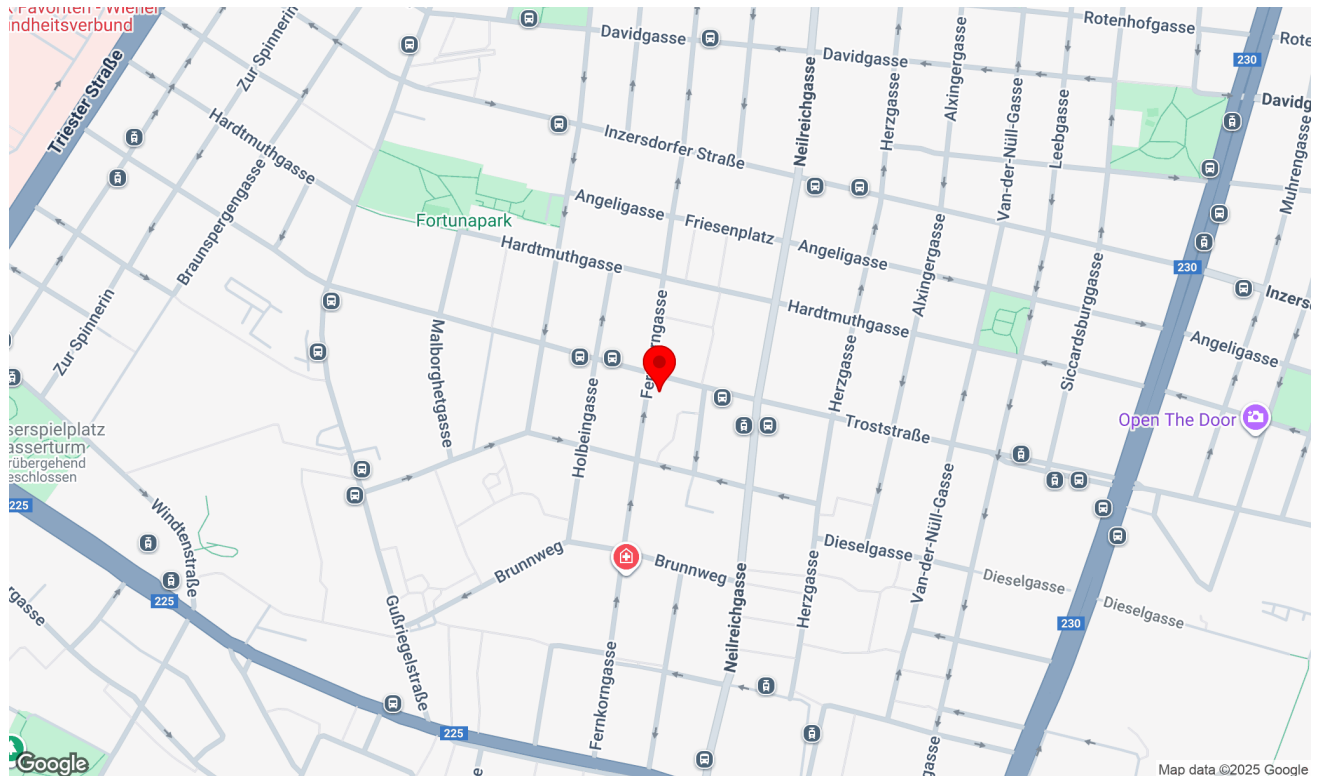 Favoriten - Wiener
ndheitsverbund
Triester Straße
Zur Spinnerin
Hardtmuthgasse
Braunspergengasse
Zur Spinnerin
Fortunapark
Davidgasse
Davidgasse
Rotenhofgasse
Rote
230
Davidg
Inzersdorfer Straße
Neilreichgasse
Herzgasse
Alxingergasse
Van-der-Nüll-Gasse
Leebgasse
Muhrengasse
Angeligasse
Friesenplatz
Angeligasse
Hardtmuthgasse
Hardtmuthgasse
Alxingergasse
Siccardsburggasse
230
Inzers
Angeligasse
Malborghetgasse
Holbeingasse
Fer
rngasse
Herzgasse
Troststraße
Open The Door
serspielplatz
asserturm
rübergehend
eschlossen
225
Windtenstraße
225
rgasse
Gußriegelstraße
Brunnweg
Brunnweg
Fernkorngasse
Neilreichgasse
Herzgasse
Van-der-Nüll-Gasse
Dieselgasse
Dieselgasse
Dieselgasse
230
225
gasse
e
Google
Map data ©2025 Google